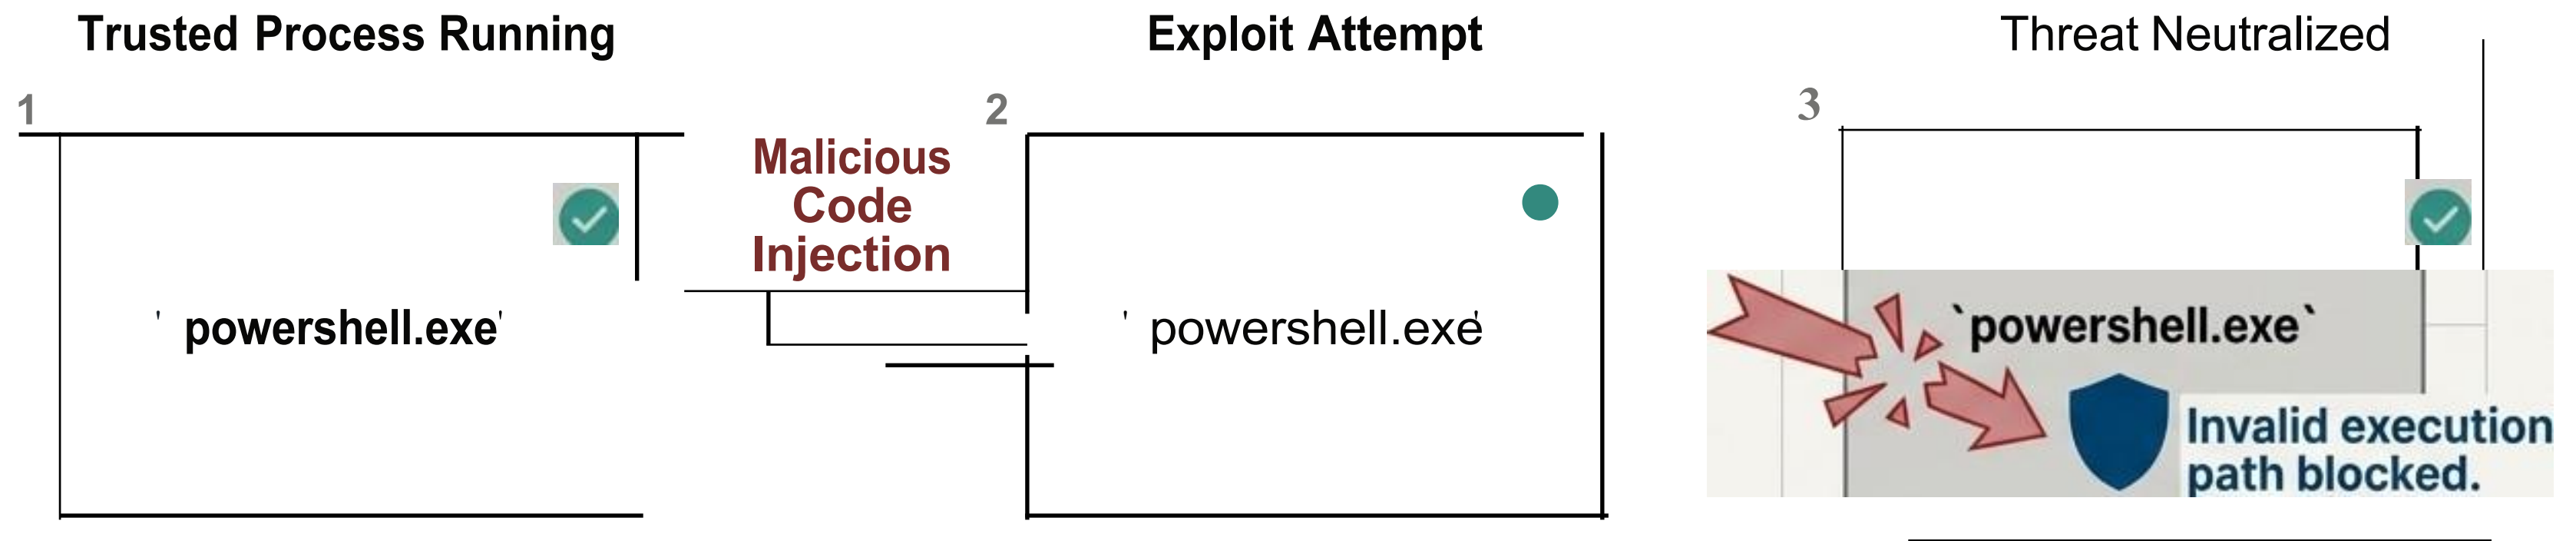 Trusted Process Running
1
' powershell.exe'
Malicious
Code
Injection
Exploit Attempt
2
' powershell.exe'
Threat Neutralized
3
`powershell.exe`
Invalid execution
path blocked.